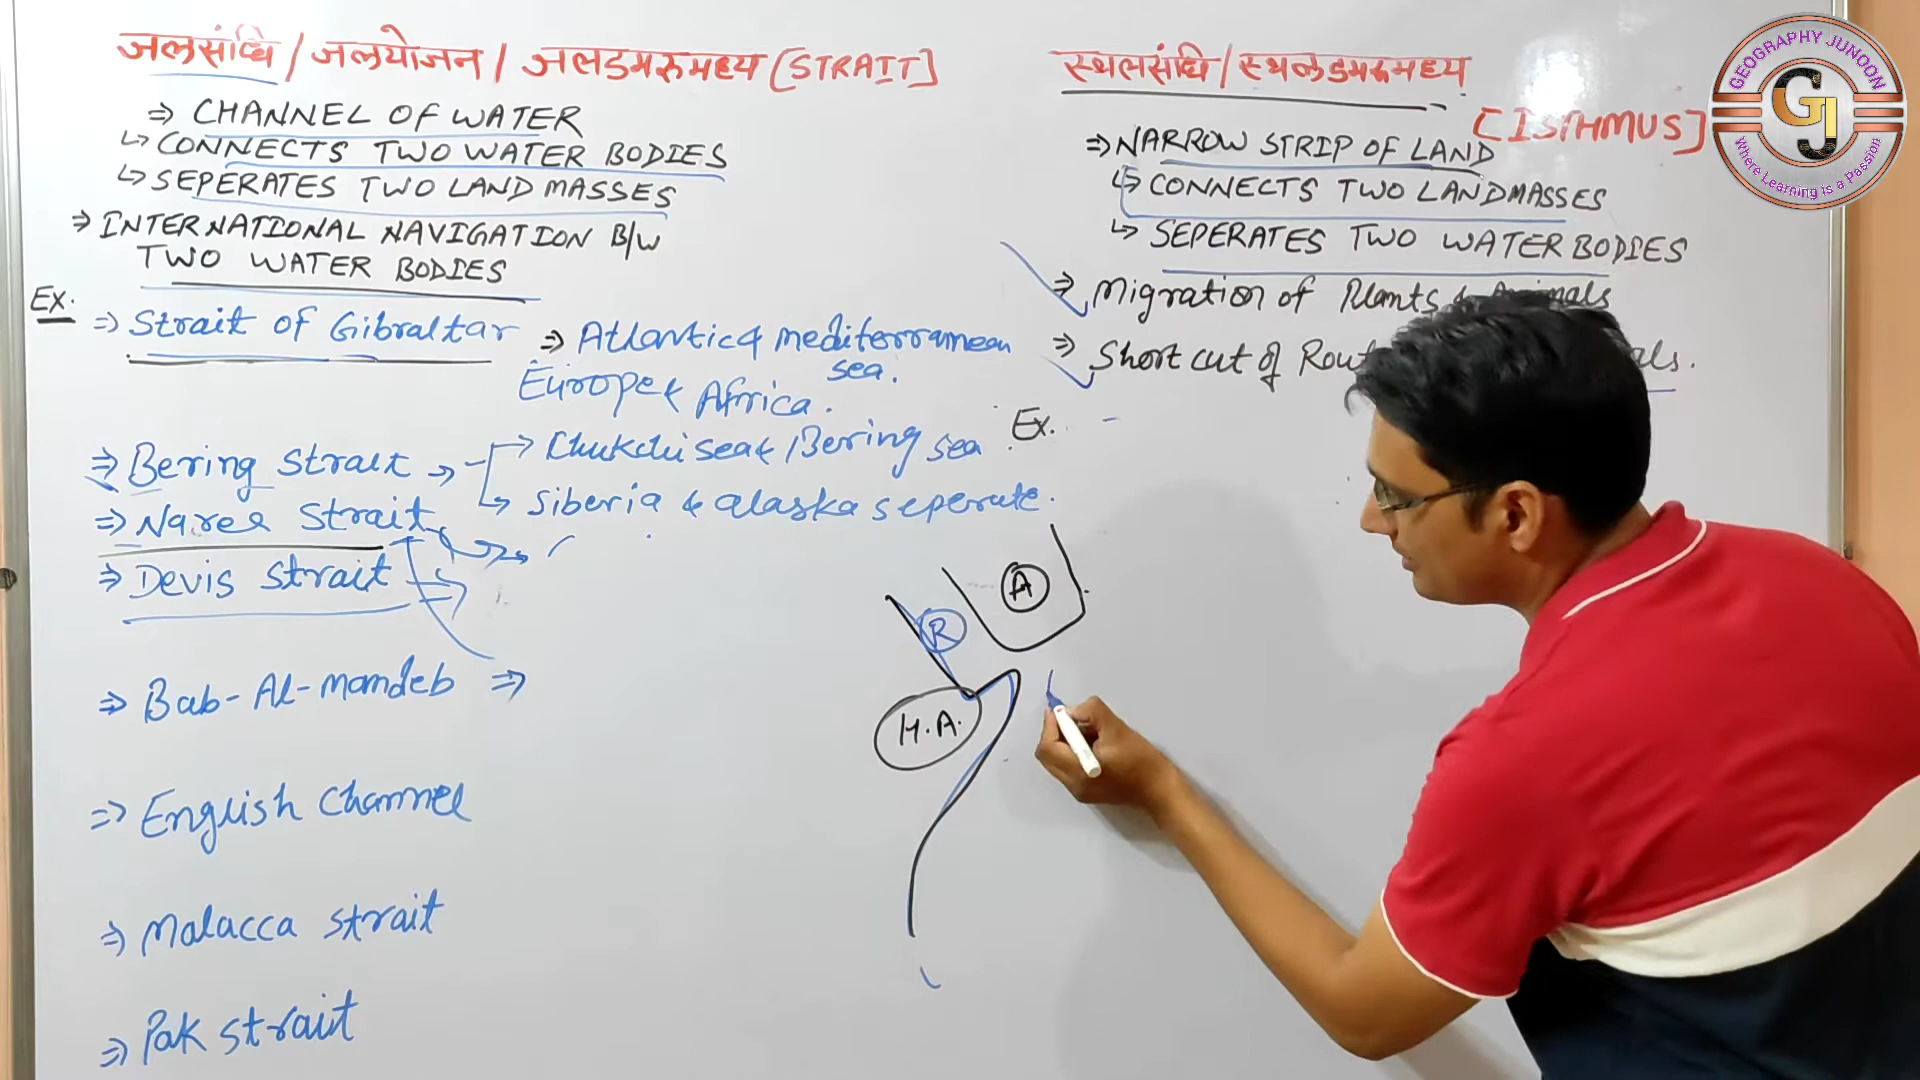 जलसंधि / जलयोजन / जलडमरुमध्य [STRAIT]
⇒ CHANNEL OF WATER
↳ CONNECTS TWO WATER BODIES
↳ SEPERATES TWO LAND MASSES
⇒ INTERNATIONAL NAVIGATION B/W
TWO WATER BODIES
Ex.
⇒ Strait of Gibraltar ⇒ Atlantic & mediterranean
sea.
Europe & Africa.
⇒ Bering Strait → Chukchi sea & Bering sea
↳ Siberia & alaska seperate.
⇒ Nares Strait
⇒ Devis strait
⇒ Bab-Al-mandeb ⇒
⇒ English Channel
⇒ Malacca strait
⇒ Pak strait
स्थलसंधि / स्थलडमरुमध्य
[ISTHMUS]
⇒ NARROW STRIP OF LAND
↳ CONNECTS TWO LANDMASSES
↳ SEPERATES TWO WATER BODIES
⇒ Migration of Plants & Animals
⇒ Short cut of
Ex.
A
R
H.A.
GEOGRAPHY JUNOON
GJ
Where Learning is a Passion